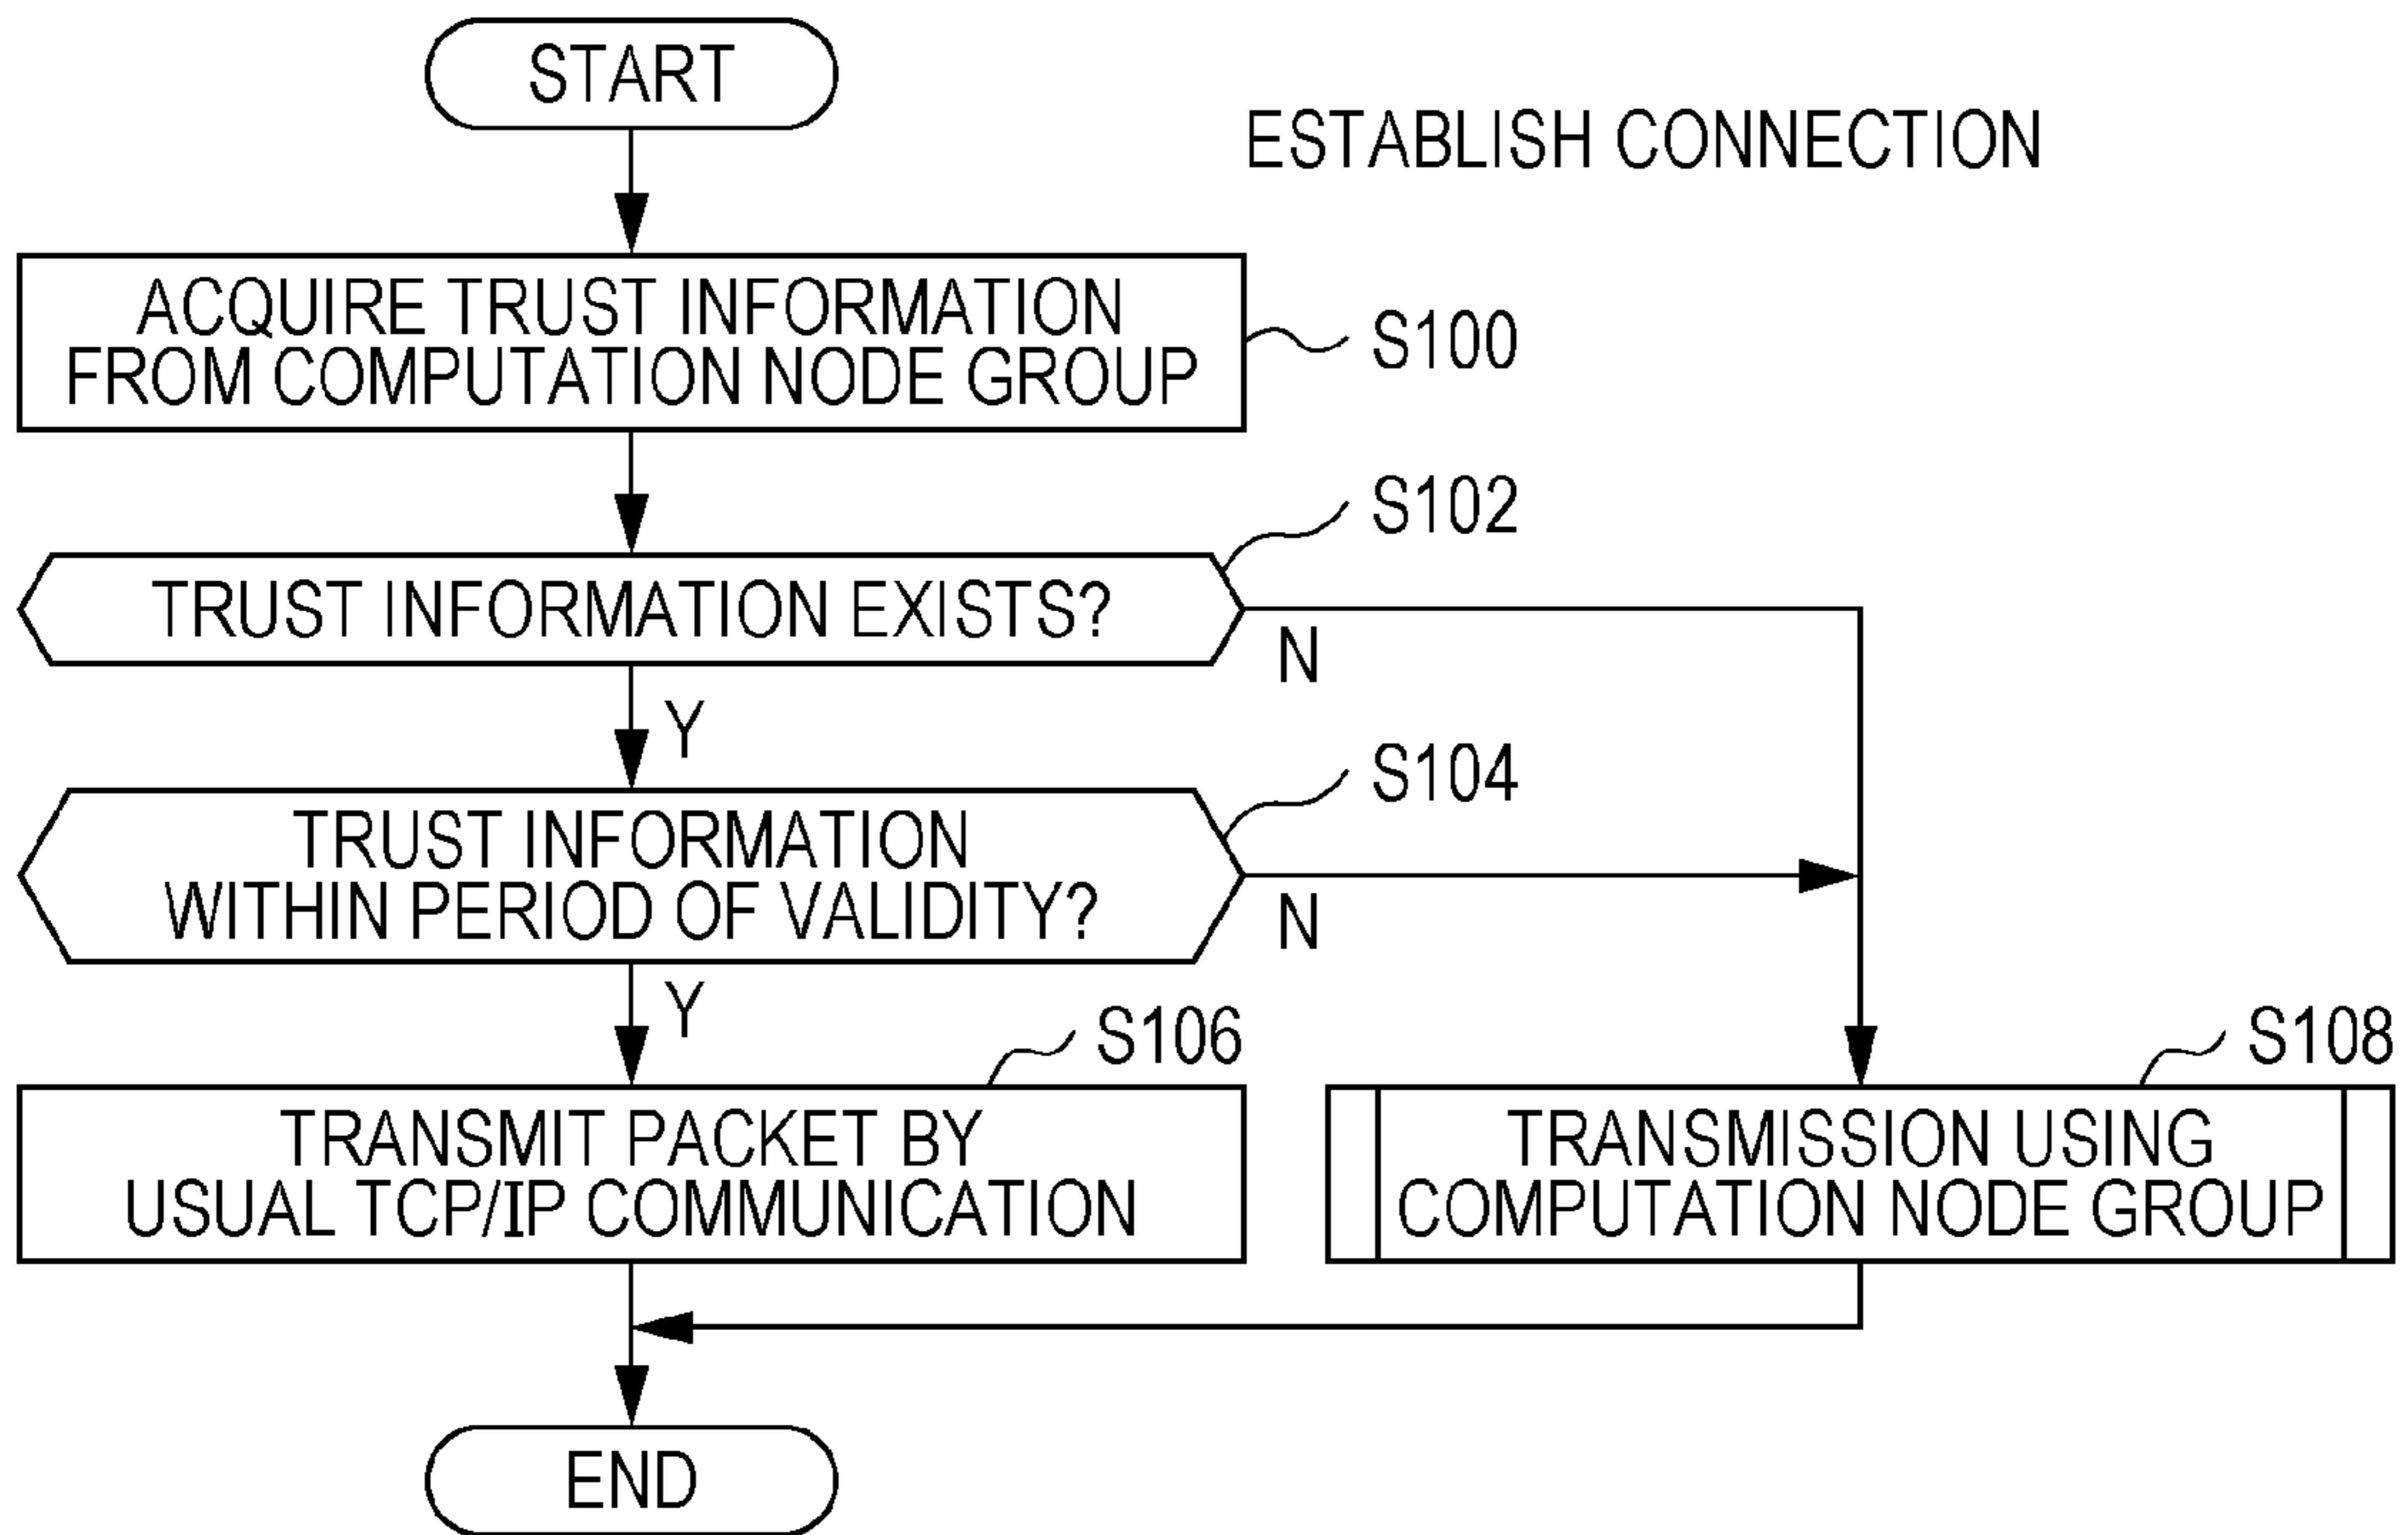 START
ESTABLISH CONNECTION
ACQUIRE TRUST INFORMATION
FROM COMPUTATION NODE GROUP
S100
S102
TRUST INFORMATION EXISTS?
N
Y
S104
TRUST INFORMATION
WITHIN PERIOD OF VALIDITY?
N
Y
S106
TRANSMIT PACKET BY
USUAL TCP/IP COMMUNICATION
S108
TRANSMISSION USING
COMPUTATION NODE GROUP
END